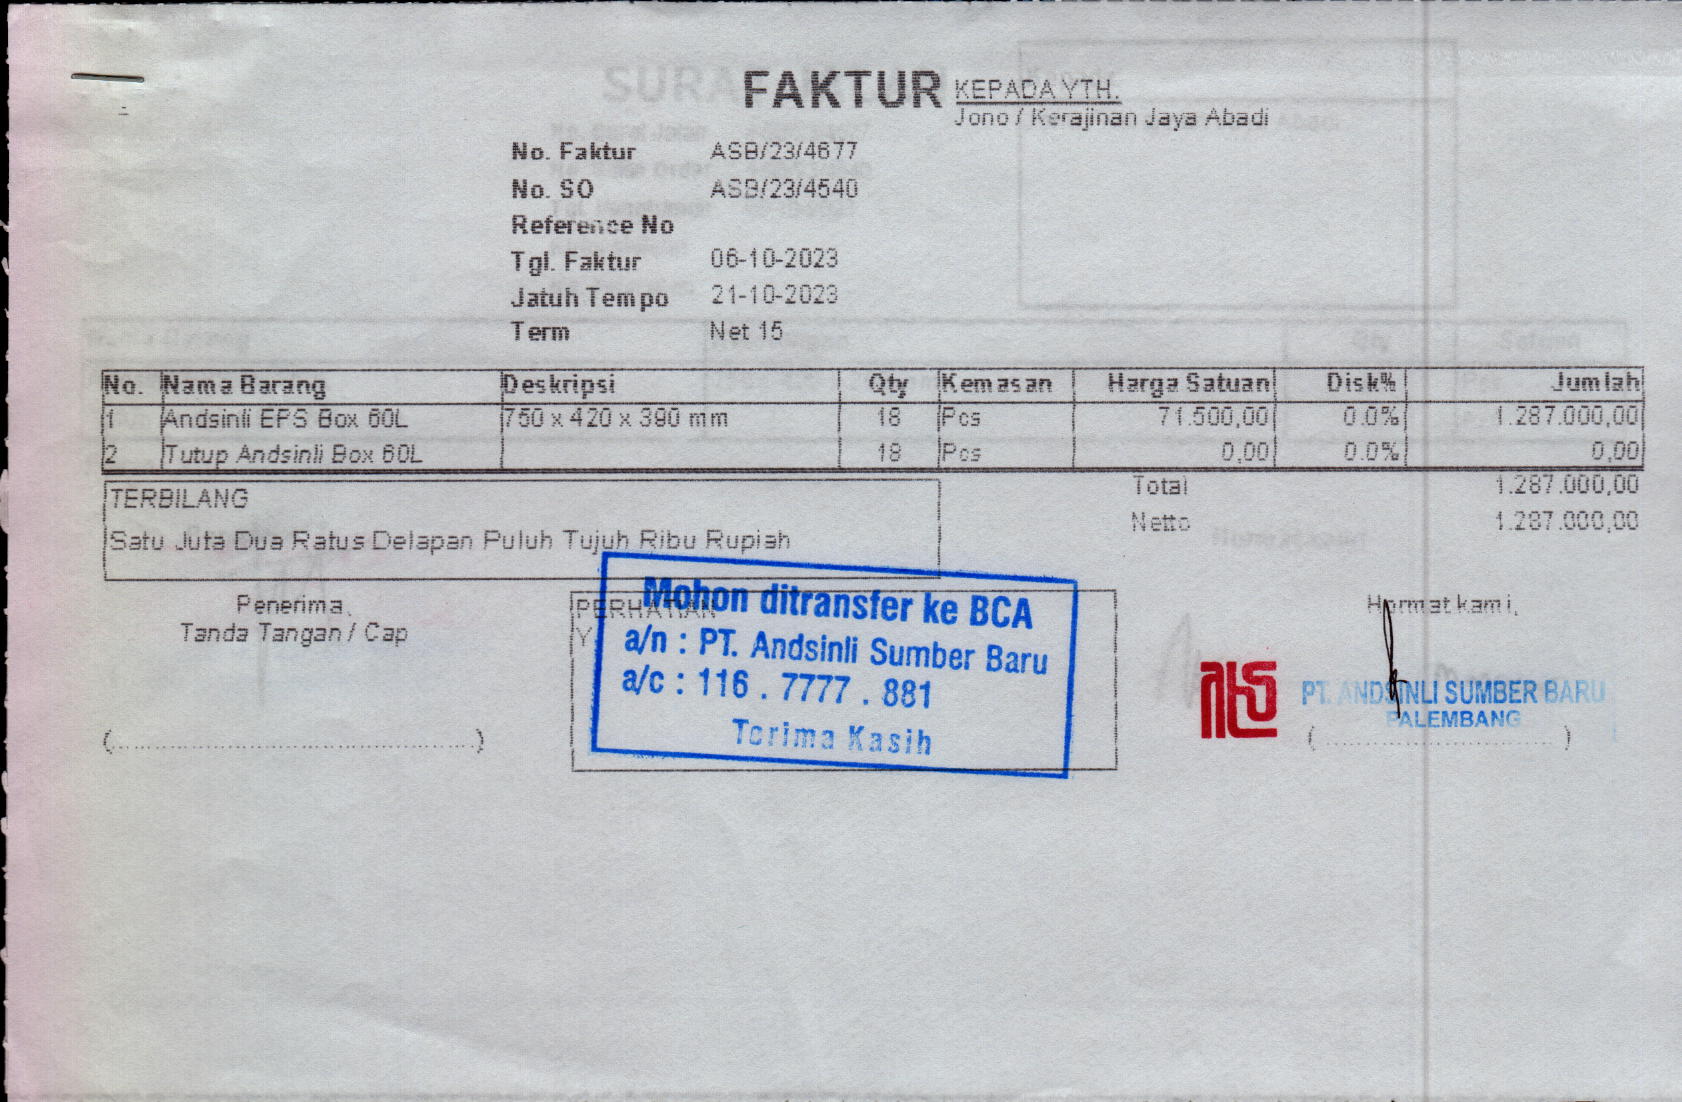 FAKTUR
KEPADA YTH.
Jono / Kerajinan Jaya Abadi
No. Faktur ASB/23/4677
No. SO ASB/23/4540
Reference No
Tgl. Faktur 06-10-2023
Jatuh Tempo 21-10-2023
Term Net 15
No. Nama Barang Deskripsi Qty Kemasan Harga Satuan Disk% Jumlah
1 Andsinli EPS Box 60L 750 x 420 x 390 mm 18 Pcs 71.500,00 0.0% 1.287.000,00
2 Tutup Andsinli Box 60L 18 Pcs 0,00 0.0% 0,00
Total 1.287.000,00
Netto 1.287.000,00
TERBILANG
Satu Juta Dua Ratus Delapan Puluh Tujuh Ribu Rupiah
Penerima,
Tanda Tangan / Cap
(........................................)
PERHATIAN
Mohon ditransfer ke BCA
a/n : PT. Andsinli Sumber Baru
a/c : 116 . 7777 . 881
Terima Kasih
Hormat kami,
PT. ANDSINLI SUMBER BARU
PALEMBANG
(........................)